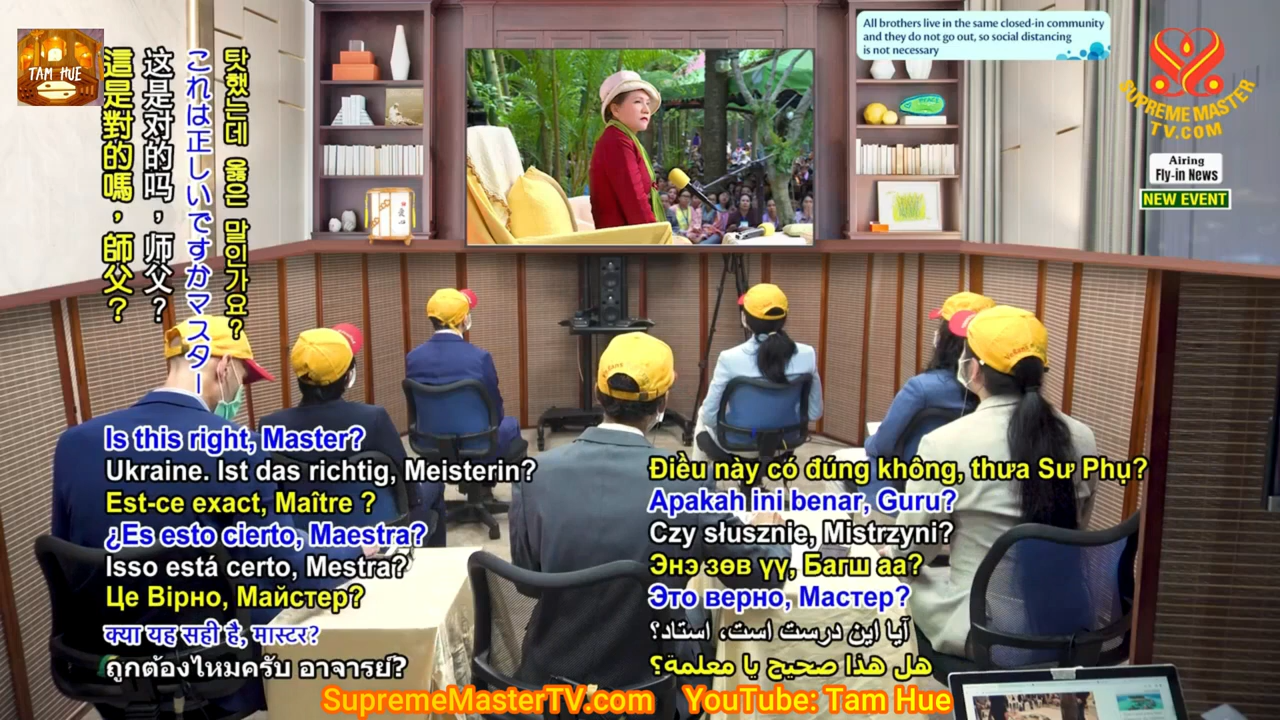 TAM HUE
這是對的嗎，師父？
这是对的吗，师父？
これは正しいですかマスター
탓했는데 옳은 말인가요?
All brothers live in the same closed-in community
and they do not go out, so social distancing
is not necessary
SUPREME MASTER
TV.COM
Airing
Fly-in News
NEW EVENT
PEACE
Is this right, Master?
Ukraine. Ist das richtig, Meisterin?
Est-ce exact, Maître ?
¿Es esto cierto, Maestra?
Isso está certo, Mestra?
Це Вірно, Майстер?
क्या यह सही है, मास्टर?
ถูกต้องไหมครับ อาจารย์?
Điều này có đúng không, thưa Sư Phụ?
Apakah ini benar, Guru?
Czy słusznie, Mistrzyni?
Энэ зөв үү, Багш аа?
Это верно, Мастер?
آیا این درست است، استاد؟
هل هذا صحيح يا معلمة؟
SupremeMasterTV.com YouTube: Tam Hue